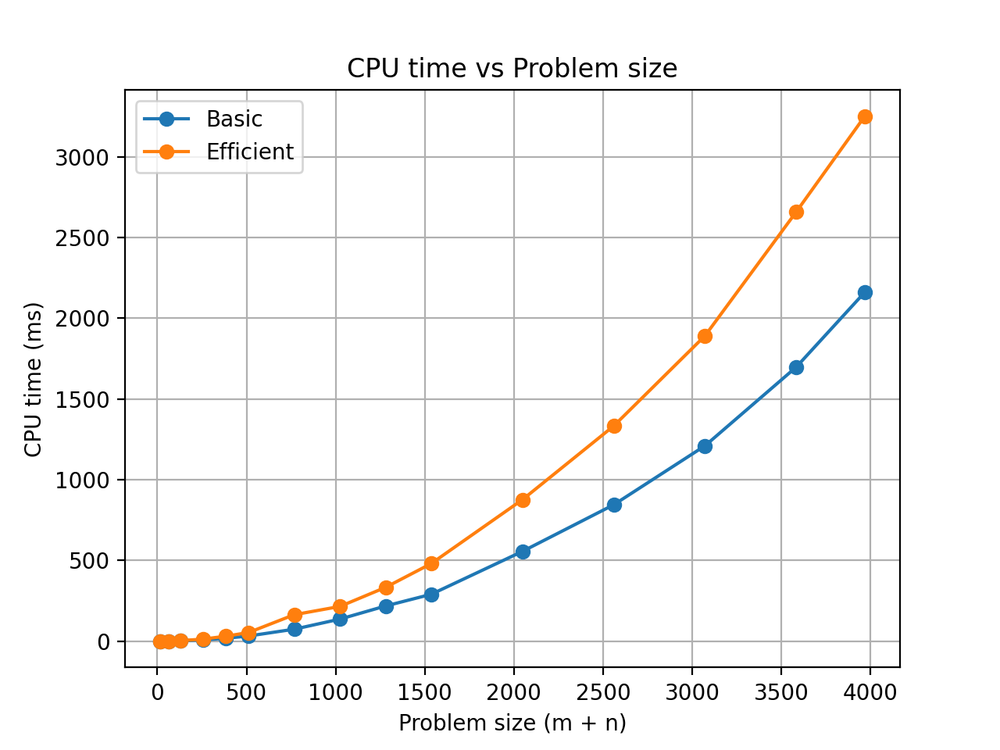 CPU time vs Problem size
Basic
Efficient
3000
2500
2000
1500
1000
500
0
CPU time (ms)
0 500 1000 1500 2000 2500 3000 3500 4000
Problem size (m + n)